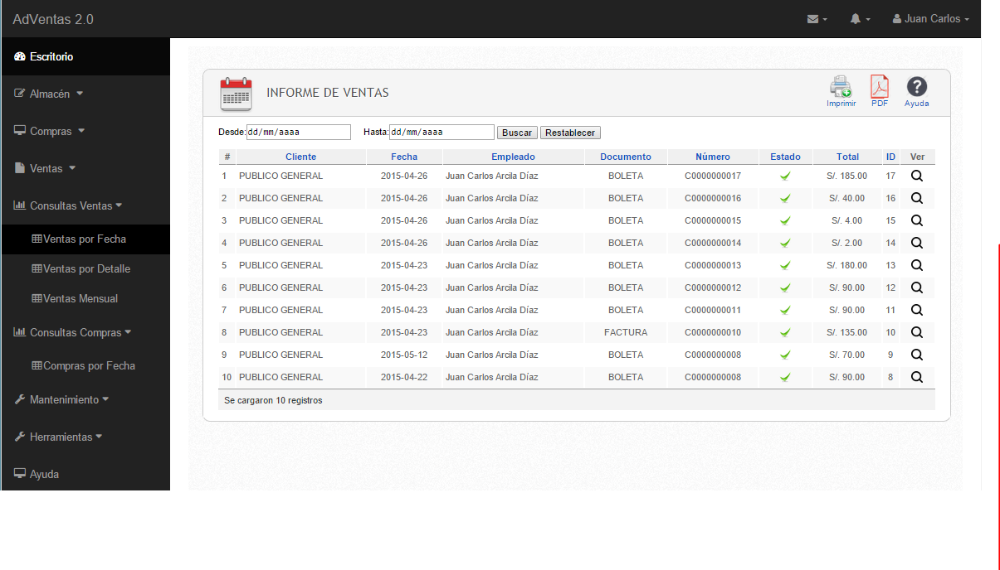 AdVentas 2.0
Juan Carlos
Escritorio
Almacén
Compras
Ventas
Consultas Ventas
Ventas por Fecha
Ventas por Detalle
Ventas Mensual
Consultas Compras
Compras por Fecha
Mantenimiento
Herramientas
Ayuda
INFORME DE VENTAS
Imprimir PDF Ayuda
Desde: dd/mm/aaaa Hasta: dd/mm/aaaa Buscar Restablecer
# Cliente Fecha Empleado Documento Número Estado Total ID Ver
1 PUBLICO GENERAL 2015-04-26 Juan Carlos Arcila Díaz BOLETA C0000000017 S/. 185.00 17
2 PUBLICO GENERAL 2015-04-26 Juan Carlos Arcila Díaz BOLETA C0000000016 S/. 40.00 16
3 PUBLICO GENERAL 2015-04-26 Juan Carlos Arcila Díaz BOLETA C0000000015 S/. 4.00 15
4 PUBLICO GENERAL 2015-04-26 Juan Carlos Arcila Díaz BOLETA C0000000014 S/. 2.00 14
5 PUBLICO GENERAL 2015-04-23 Juan Carlos Arcila Díaz BOLETA C0000000013 S/. 180.00 13
6 PUBLICO GENERAL 2015-04-23 Juan Carlos Arcila Díaz BOLETA C0000000012 S/. 90.00 12
7 PUBLICO GENERAL 2015-04-23 Juan Carlos Arcila Díaz BOLETA C0000000011 S/. 90.00 11
8 PUBLICO GENERAL 2015-04-23 Juan Carlos Arcila Díaz FACTURA C0000000010 S/. 135.00 10
9 PUBLICO GENERAL 2015-05-12 Juan Carlos Arcila Díaz BOLETA C0000000008 S/. 70.00 9
10 PUBLICO GENERAL 2015-04-22 Juan Carlos Arcila Díaz BOLETA C0000000008 S/. 90.00 8
Se cargaron 10 registros